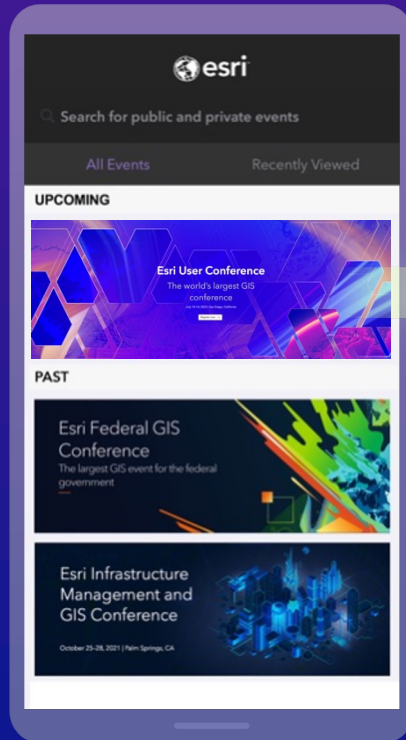 esri
Search for public and private events
All Events
Recently Viewed
UPCOMING
Esri User Conference
The world's largest GIS
conference
PAST
Esri Federal GIS
Conference
The largest GIS event for the federal
government
Esri Infrastructure
Management and
GIS Conference
October 25-28, 2021 | Palm Springs, CA